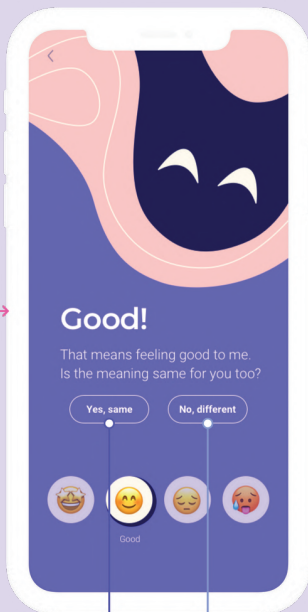 Good!
That means feeling good to me.
Is the meaning same for you too?
Yes, same
No, different
Good